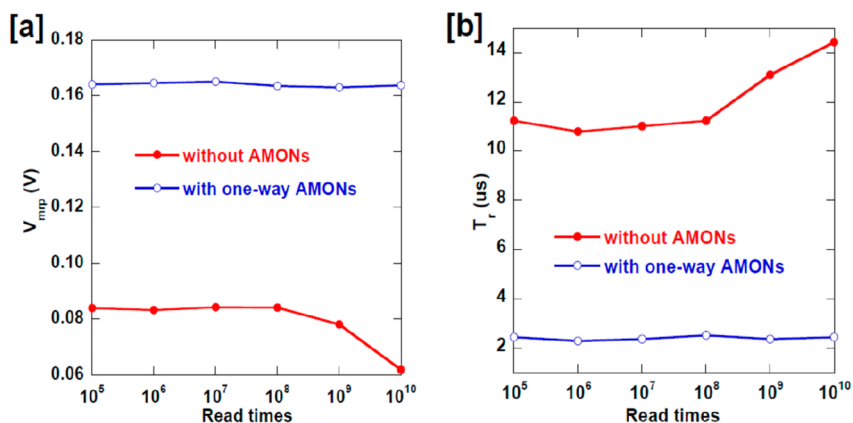 [a]
0.18
0.16
0.14
0.12
0.10
0.08
0.06
V_mrp (V)
without AMONs
with one-way AMONs
10^5 10^6 10^7 10^8 10^9 10^10
Read times
[b]
14
12
10
8
6
4
2
T_r (us)
without AMONs
with one-way AMONs
10^5 10^6 10^7 10^8 10^9 10^10
Read times